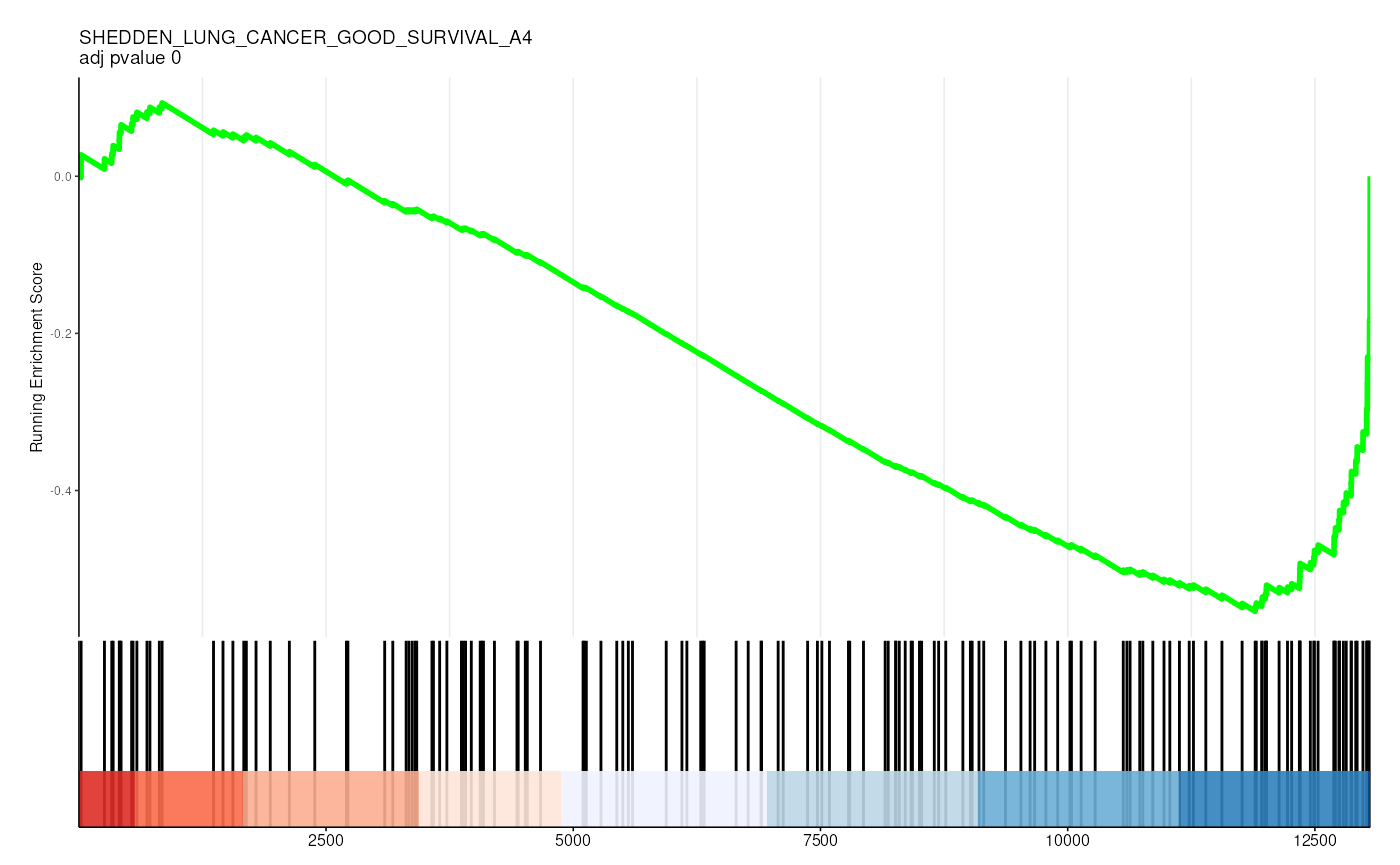 SHEDDEN_LUNG_CANCER_GOOD_SURVIVAL_A4
adj pvalue 0
Running Enrichment Score
0.0
-0.2
-0.4
2500 5000 7500 10000 12500